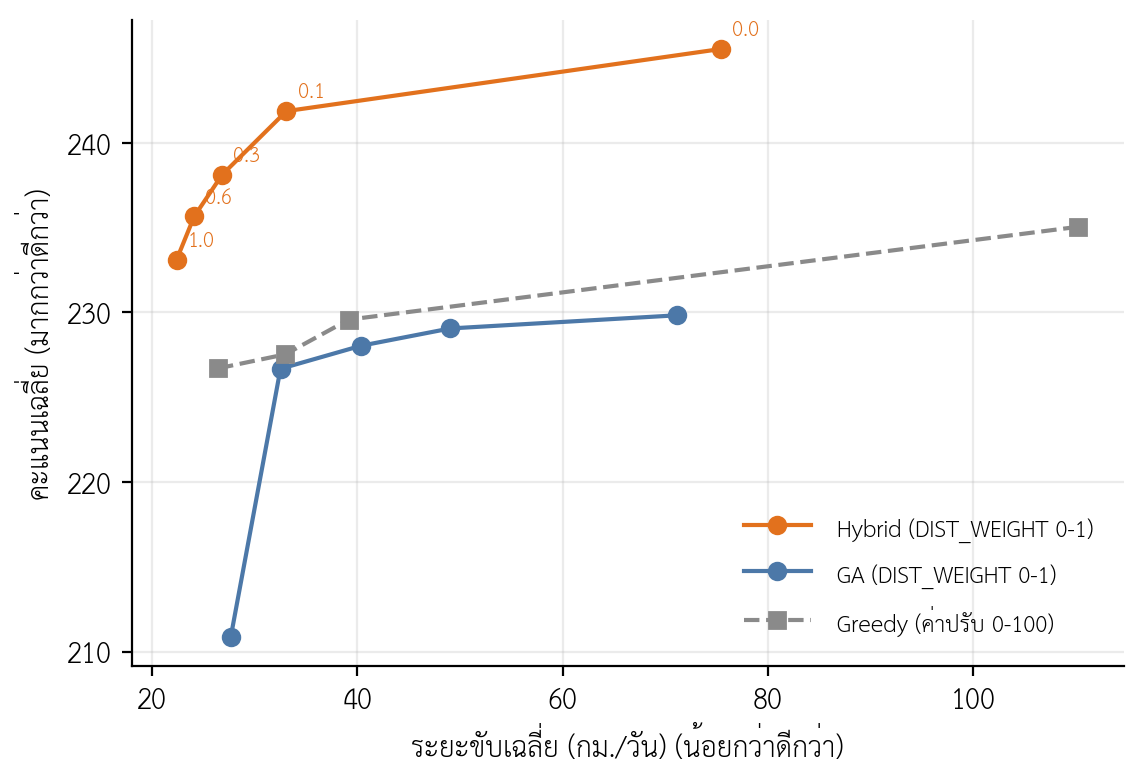 0.0
0.1
0.3
0.6
1.0
240
230
220
210
คะแนนเฉลี่ย (มากกว่าดีกว่า)
Hybrid (DIST_WEIGHT 0-1)
GA (DIST_WEIGHT 0-1)
Greedy (ค่าปรับ 0-100)
20 40 60 80 100
ระยะขับเฉลี่ย (กม./วัน) (น้อยกว่าดีกว่า)